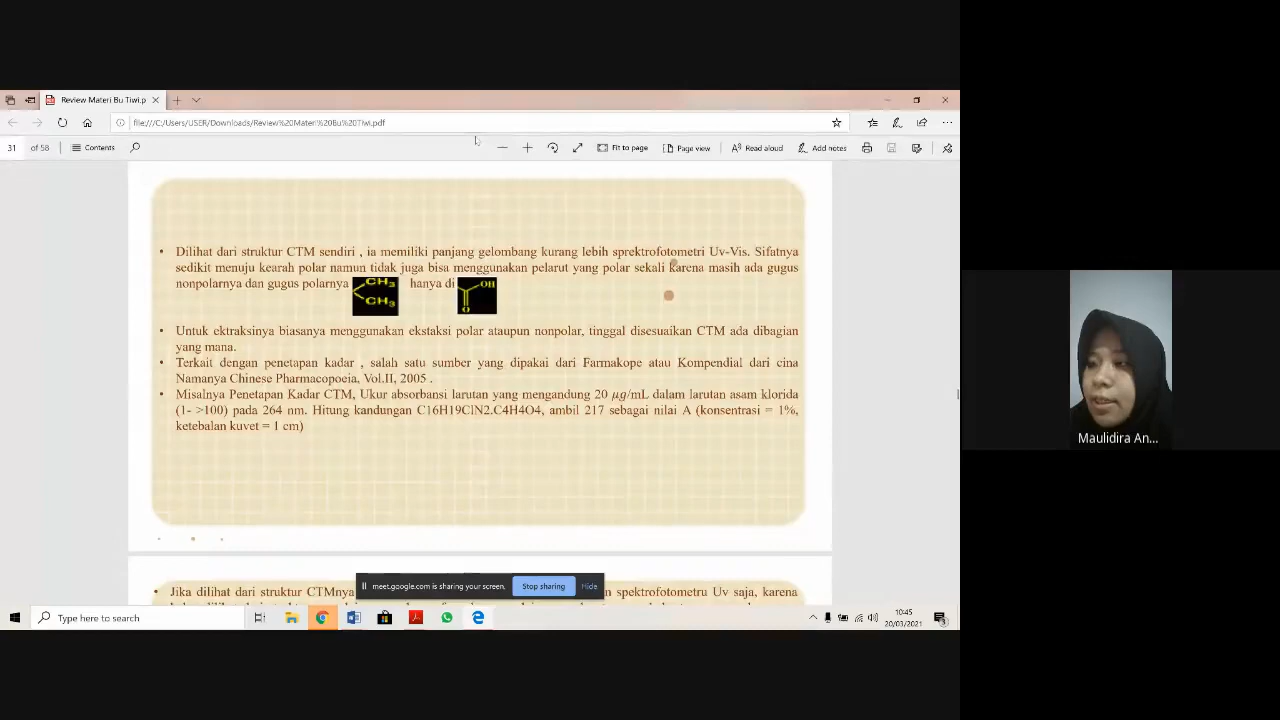 Review Materi Bu Tiwi.p
file:///C:/Users/USER/Downloads/Review%20Materi%20Bu%20Tiwi.pdf
31 of 58 Contents Fit to page Page view Read aloud Add notes
• Dilihat dari struktur CTM sendiri , ia memiliki panjang gelombang kurang lebih sprektrofotometri Uv-Vis. Sifatnya
sedikit menuju kearah polar namun tidak juga bisa menggunakan pelarut yang polar sekali karena masih ada gugus
nonpolarnya dan gugus polarnya CH3 CH3 hanya di OH O
• Untuk ektraksinya biasanya menggunakan ekstaksi polar ataupun nonpolar, tinggal disesuaikan CTM ada dibagian
yang mana.
• Terkait dengan penetapan kadar , salah satu sumber yang dipakai dari Farmakope atau Kompendial dari cina
Namanya Chinese Pharmacopoeia, Vol.II, 2005 .
• Misalnya Penetapan Kadar CTM, Ukur absorbansi larutan yang mengandung 20 µg/mL dalam larutan asam klorida
(1- >100) pada 264 nm. Hitung kandungan C16H19ClN2.C4H4O4, ambil 217 sebagai nilai A (konsentrasi = 1%,
ketebalan kuvet = 1 cm)
Maulidira An...
meet.google.com is sharing your screen. Stop sharing Hide
• Jika dilihat dari struktur CTMnya spektrofotometru Uv saja, karena
Type here to search
10:45
20/03/2021